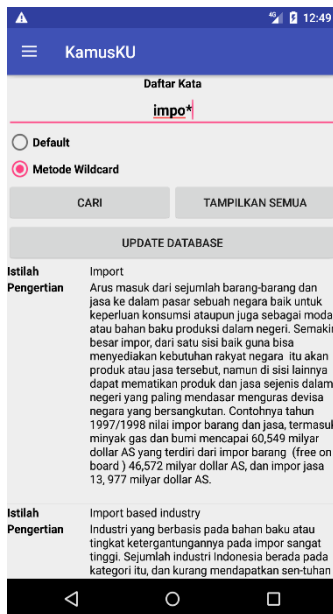 4G 12:49
KamusKU
Daftar Kata
impo*
Default
Metode Wildcard
CARI TAMPILKAN SEMUA
UPDATE DATABASE
Istilah Import
Pengertian Arus masuk dari sejumlah barang-barang dan
jasa ke dalam pasar sebuah negara baik untuk
keperluan konsumsi ataupun juga sebagai moda
atau bahan baku produksi dalam negeri. Semakin
besar impor, dari satu sisi baik guna bisa
menyediakan kebutuhan rakyat negara itu akan
produk atau jasa tersebut, namun di sisi lainnya
dapat mematikan produk dan jasa sejenis dalam
negeri yang paling mendasar menguras devisa
negara yang bersangkutan. Contohnya tahun
1997/1998 nilai impor barang dan jasa, termasuk
minyak gas dan bumi mencapai 60,549 milyar
dollar AS yang terdiri dari impor barang (free on
board ) 46,572 milyar dollar AS, dan impor jasa
13, 977 milyar dollar AS.
Istilah Import based industry
Pengertian Industri yang berbasis pada bahan baku atau
tingkat ketergantungannya pada impor sangat
tinggi. Sejumlah industri Indonesia berada pada
kategori itu, dan kurang mendapatkan sen-tuhan